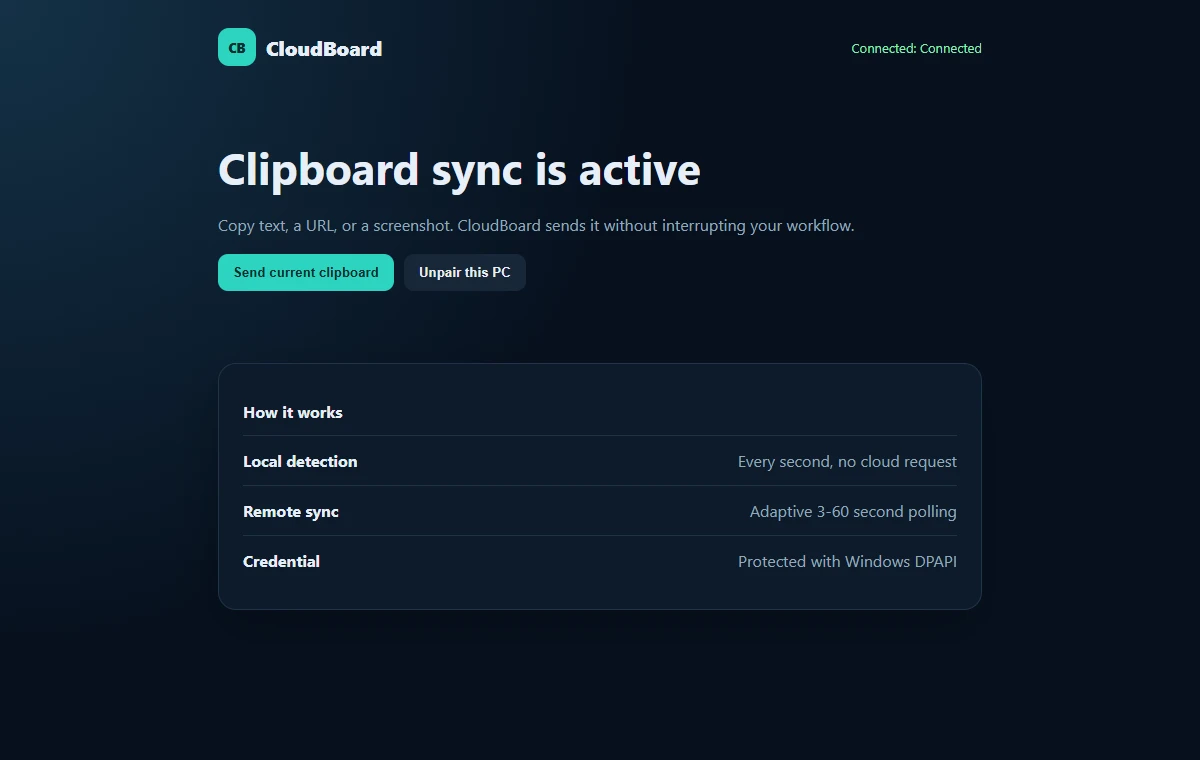 CB
CloudBoard
Connected: Connected
Clipboard sync is active
Copy text, a URL, or a screenshot. CloudBoard sends it without interrupting your workflow.
Send current clipboard
Unpair this PC
How it works
Local detection
Every second, no cloud request
Remote sync
Adaptive 3-60 second polling
Credential
Protected with Windows DPAPI